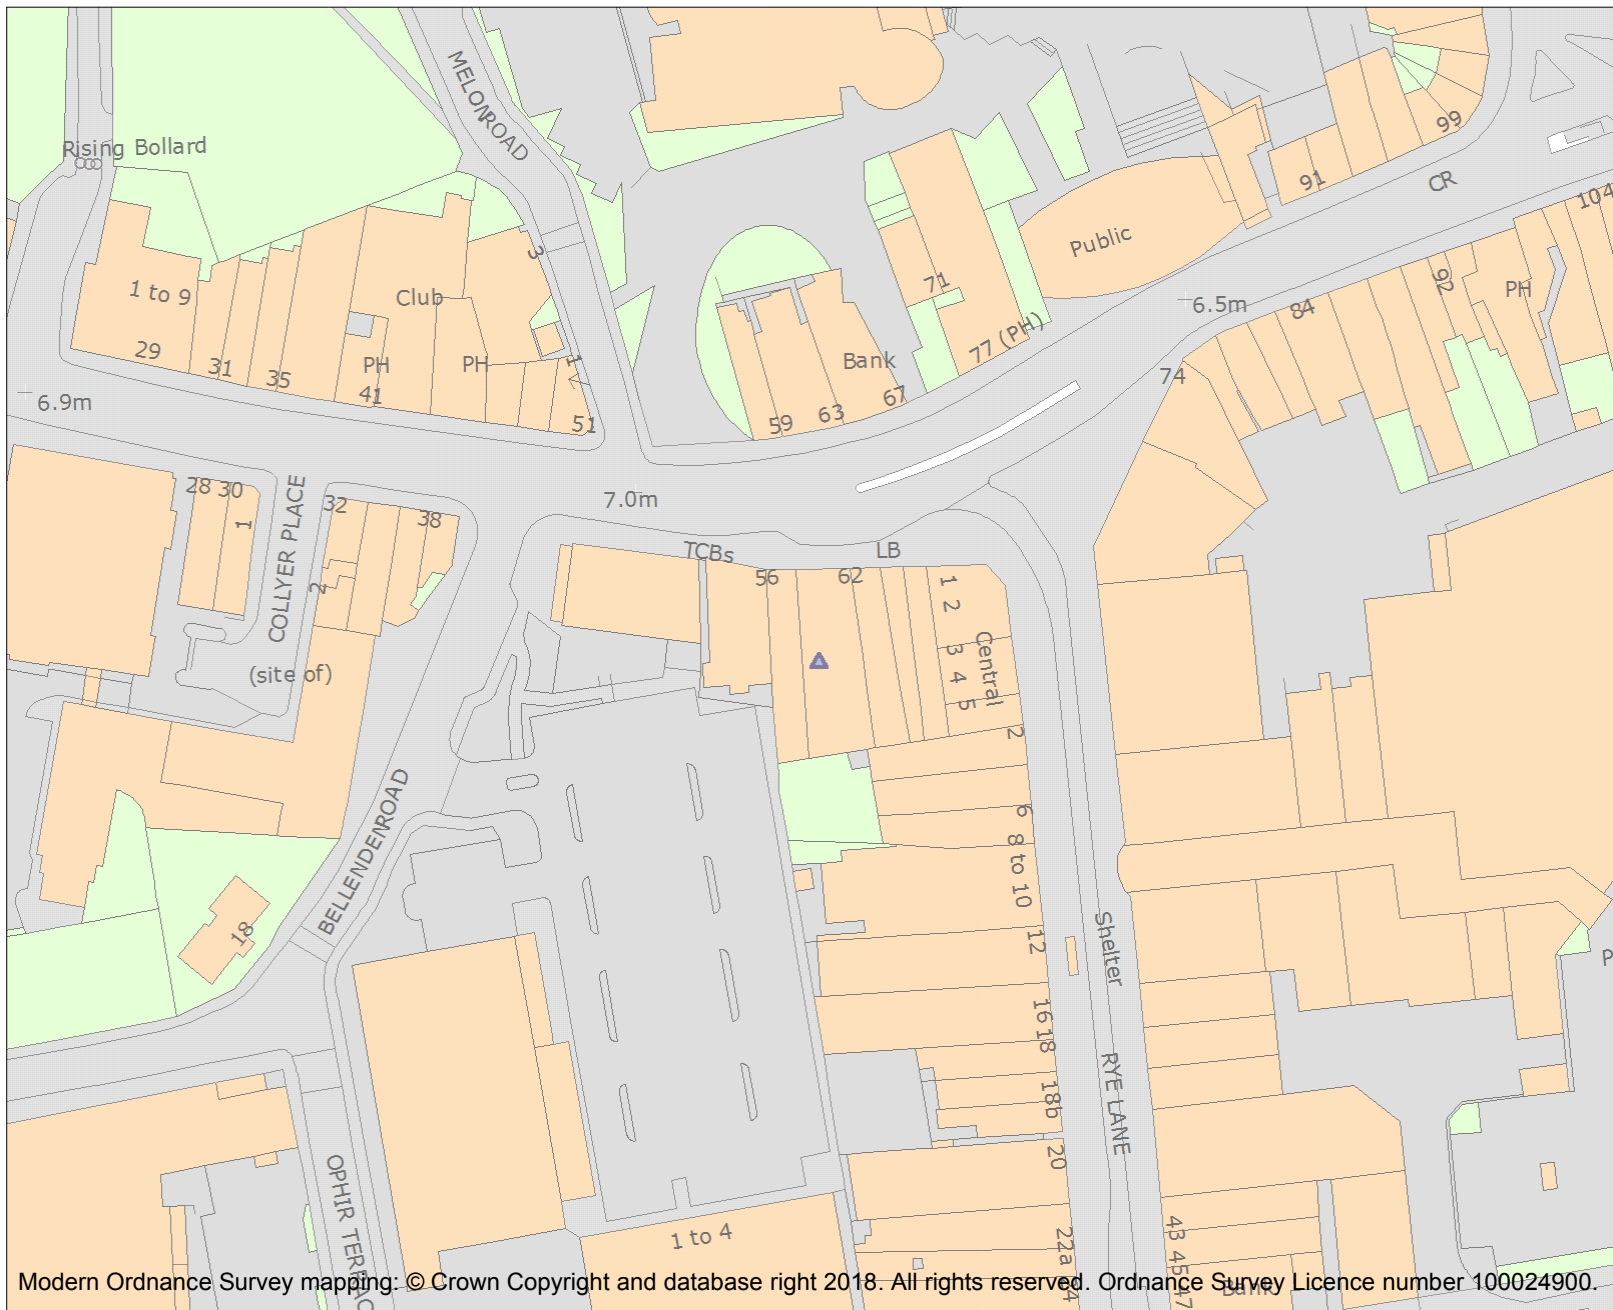 MELON ROAD
Rising Bollard
99
91
CR
104
3
Public
1 to 9
Club
71
92
PH
6.5m
84
77 (PH)
29
31
35
PH
41
PH
1
Bank
74
6.9m
51
59
63
67
28 30
1
COLLYER PLACE
32
38
7.0m
TCBs
LB
56
62
1 2
3 4 5
Central
2
2
(site of)
6
8 to 10
BELLENDEN ROAD
18
12
Shelter
16
18
18b
RYE LANE
20
OPHIR TERRAC
1 to 4
22a
43 45 47
Bank
Modern Ordnance Survey mapping: © Crown Copyright and database right 2018. All rights reserved. Ordnance Survey Licence number 100024900.